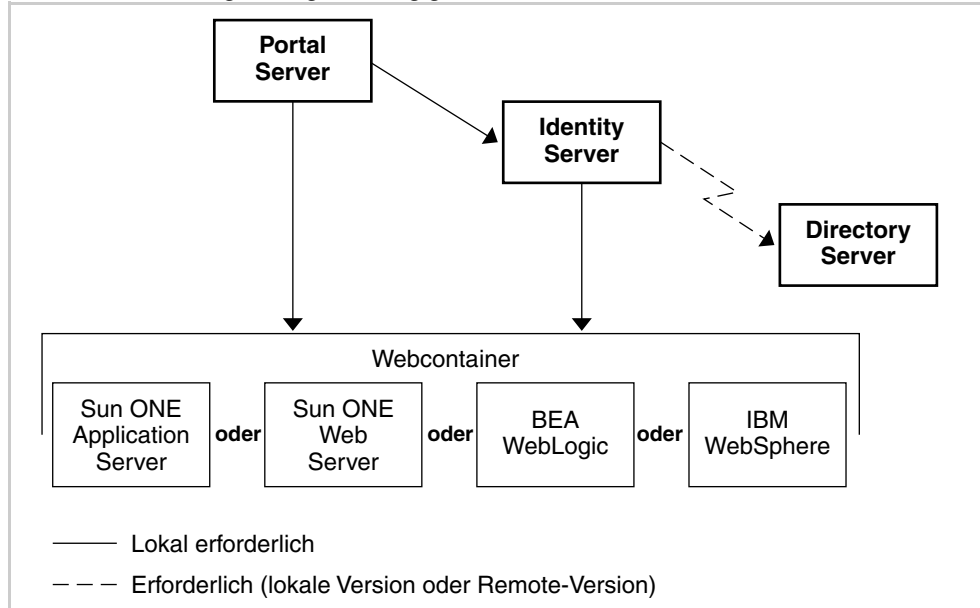 Portal
Server
Identity
Server
Directory
Server
Webcontainer
Sun ONE
Application
Server
oder
Sun ONE
Web
Server
oder
BEA
WebLogic
oder
IBM
WebSphere
Lokal erforderlich
Erforderlich (lokale Version oder Remote-Version)